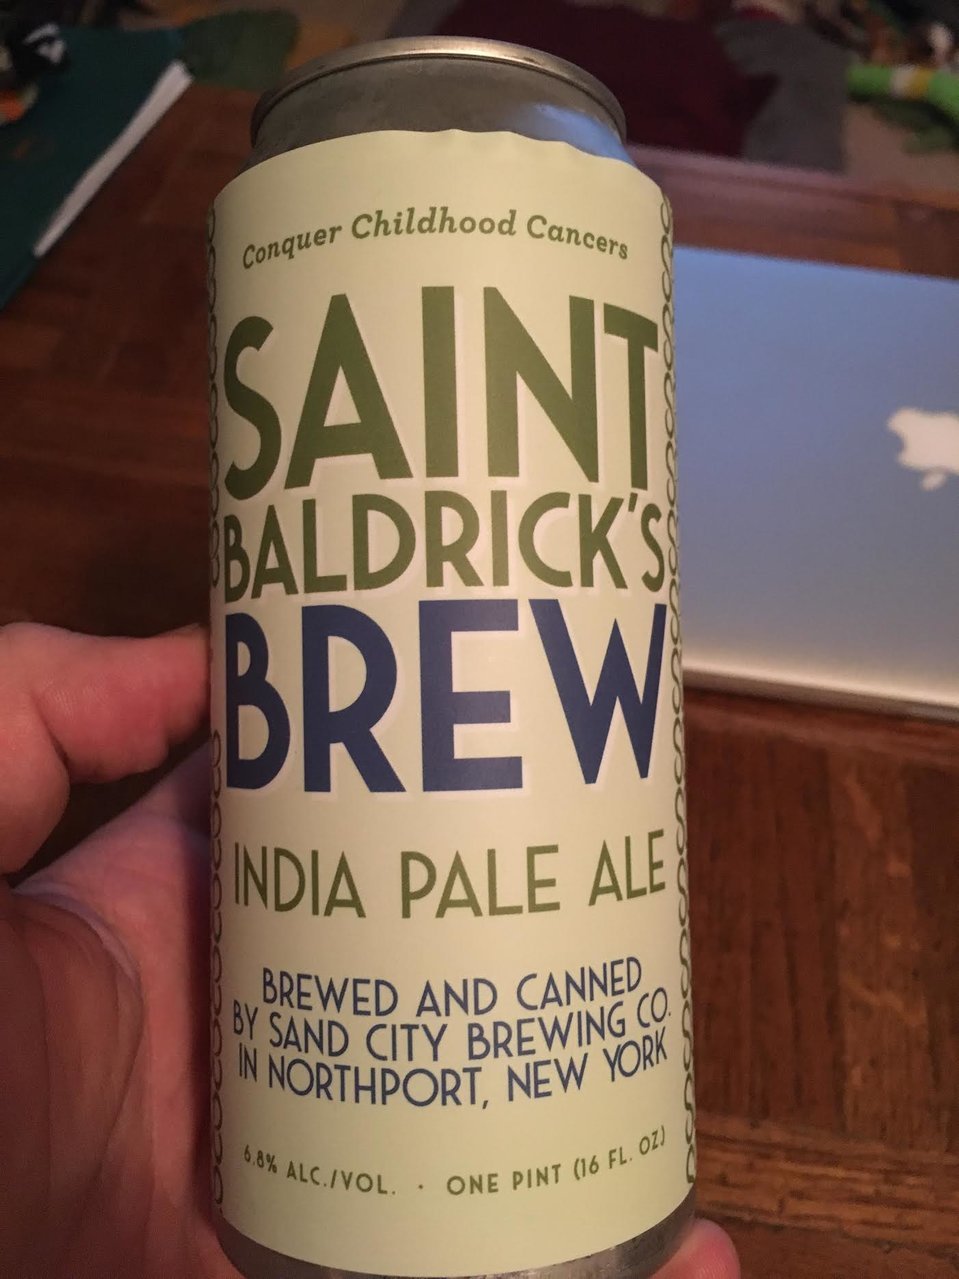 Conquer Childhood Cancers
SAINT
BALDRICK'S
BREW
INDIA PALE ALE
BREWED AND CANNED
BY SAND CITY BREWING CO.
IN NORTHPORT, NEW YORK
6.8% ALC./VOL. · ONE PINT (16 FL. OZ.)